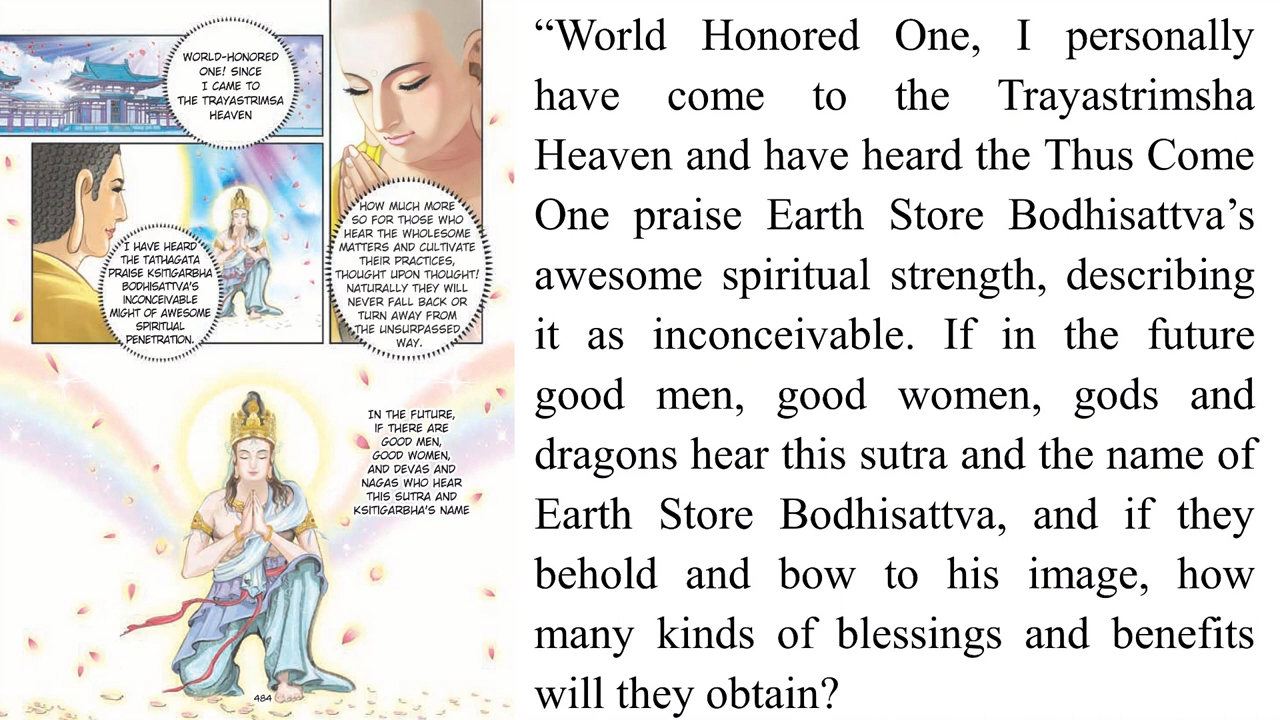 WORLD-HONORED
ONE! SINCE
I CAME TO
THE TRAYASTRIMSA
HEAVEN
I HAVE HEARD
THE TATHAGATA
PRAISE KSITIGARBHA
BODHISATTVA'S
INCONCEIVABLE
MIGHT OF AWESOME
SPIRITUAL
PENETRATION.
HOW MUCH MORE
SO FOR THOSE WHO
HEAR THE WHOLESOME
MATTERS AND CULTIVATE
THEIR PRACTICES,
THOUGHT UPON THOUGHT!
NATURALLY THEY WILL
NEVER FALL BACK OR
TURN AWAY FROM
THE UNSURPASSED
WAY.
IN THE FUTURE,
IF THERE ARE
GOOD MEN,
GOOD WOMEN,
AND DEVAS AND
NAGAS WHO HEAR
THIS SUTRA AND
KSITIGARBHA'S NAME
484
“World Honored One, I personally
have come to the Trayastrimsha
Heaven and have heard the Thus Come
One praise Earth Store Bodhisattva’s
awesome spiritual strength, describing
it as inconceivable. If in the future
good men, good women, gods and
dragons hear this sutra and the name of
Earth Store Bodhisattva, and if they
behold and bow to his image, how
many kinds of blessings and benefits
will they obtain?